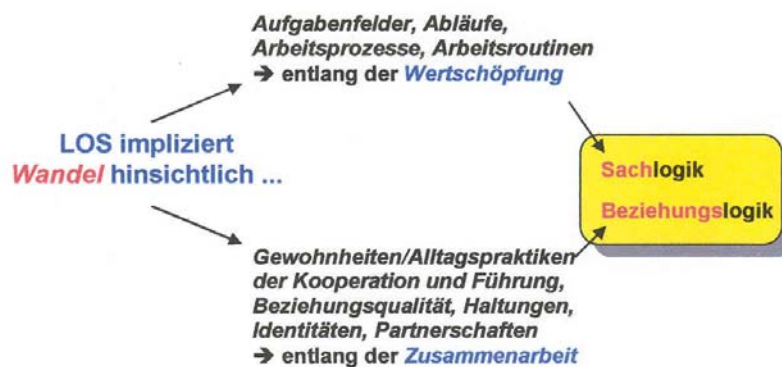 Aufgabenfelder, Abläufe,
Arbeitsprozesse, Arbeitsroutinen
➔ entlang der Wertschöpfung
LOS impliziert
Wandel hinsichtlich ...
Sachlogik
Beziehungslogik
Gewohnheiten/Alltagspraktiken
der Kooperation und Führung,
Beziehungsqualität, Haltungen,
Identitäten, Partnerschaften
➔ entlang der Zusammenarbeit